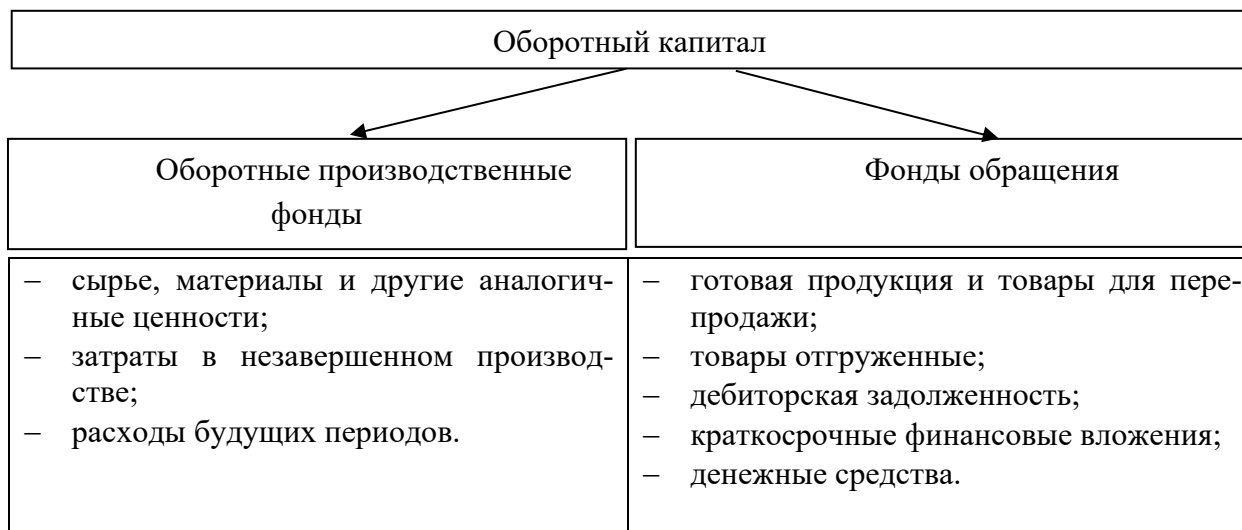 Оборотный капитал
Оборотные производственные
фонды
Фонды обращения
– сырье, материалы и другие аналогич-
ные ценности;
– затраты в незавершенном производ-
стве;
– расходы будущих периодов.
– готовая продукция и товары для пере-
продажи;
– товары отгруженные;
– дебиторская задолженность;
– краткосрочные финансовые вложения;
– денежные средства.